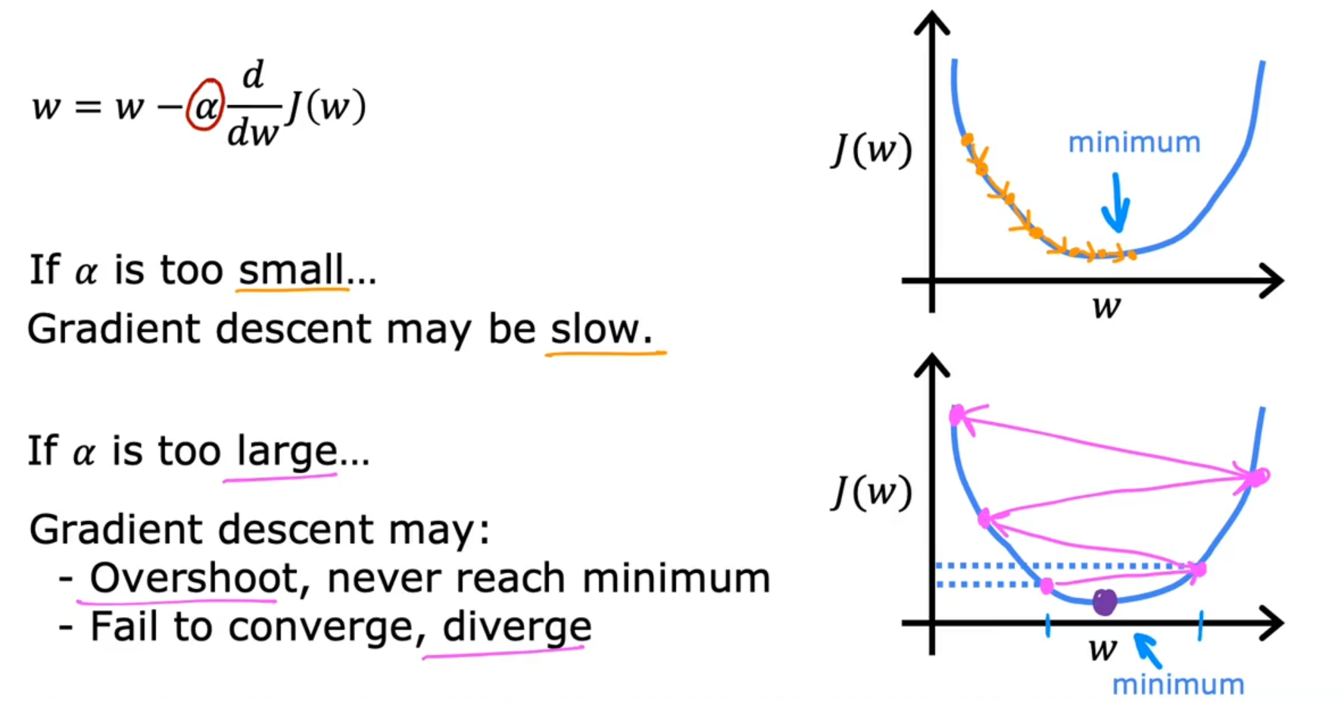 w = w − α d/dw J(w)
If α is too small...
Gradient descent may be slow.
If α is too large...
Gradient descent may:
- Overshoot, never reach minimum
- Fail to converge, diverge
J(w)
minimum
w
J(w)
w
minimum